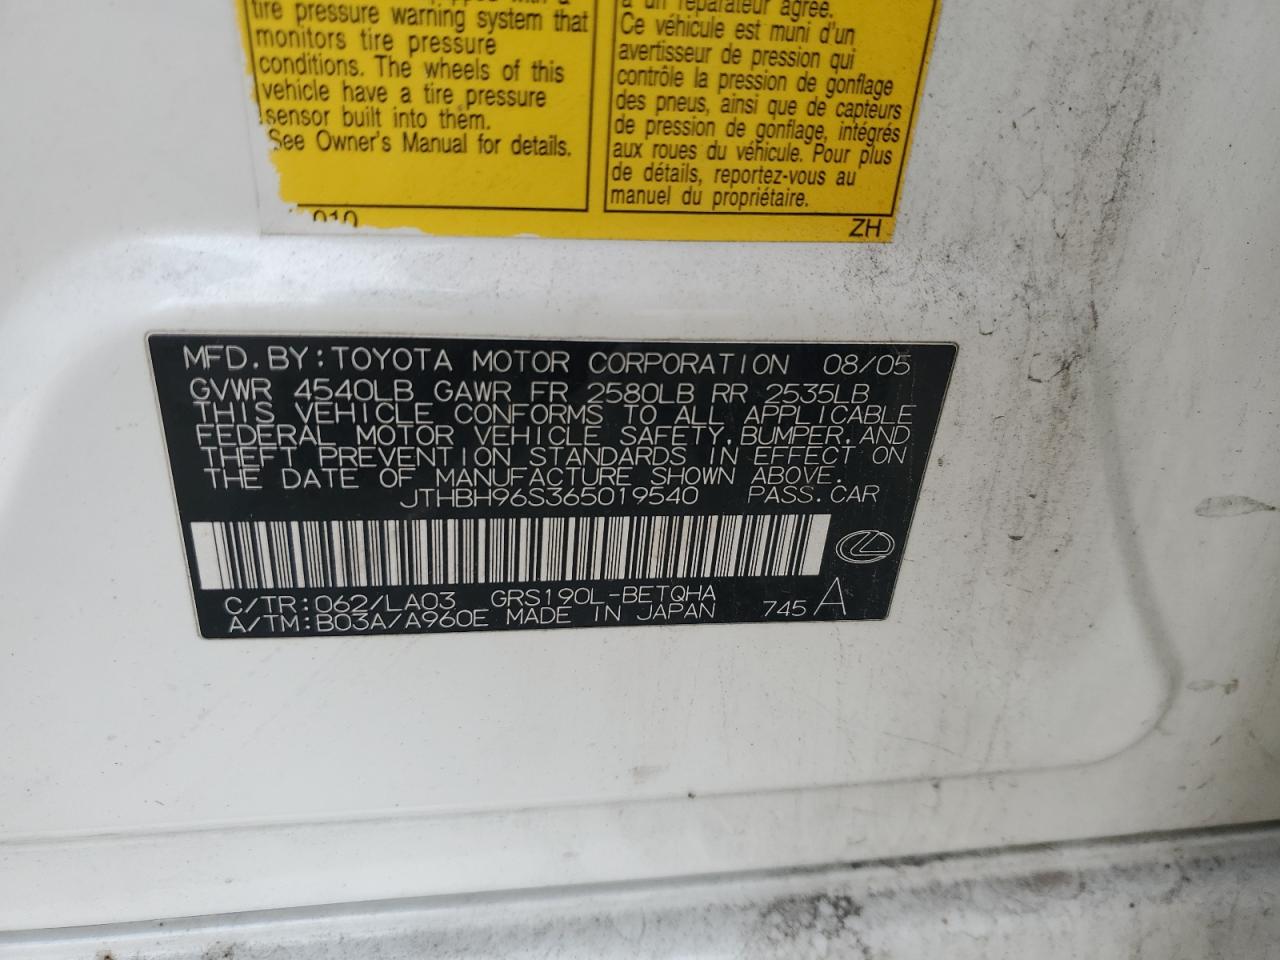 tire pressure warning system that
monitors tire pressure
conditions. The wheels of this
vehicle have a tire pressure
sensor built into them.
See Owner's Manual for details.
à un réparateur agréé.
Ce véhicule est muni d'un
avertisseur de pression qui
contrôle la pression de gonflage
des pneus, ainsi que de capteurs
de pression de gonflage, intégrés
aux roues du véhicule. Pour plus
de détails, reportez-vous au
manuel du propriétaire.
010
ZH
MFD.BY:TOYOTA MOTOR CORPORATION 08/05
GVWR 4540LB GAWR FR 2580LB RR 2535LB
THIS VEHICLE CONFORMS TO ALL APPLICABLE
FEDERAL MOTOR VEHICLE SAFETY,BUMPER,AND
THEFT PREVENTION STANDARDS IN EFFECT ON
THE DATE OF MANUFACTURE SHOWN ABOVE.
JTHBH96S365019540 PASS.CAR
C/TR:062/LA03 GRS190L-BETQHA
A/TM:B03A/A960E MADE IN JAPAN 745 A